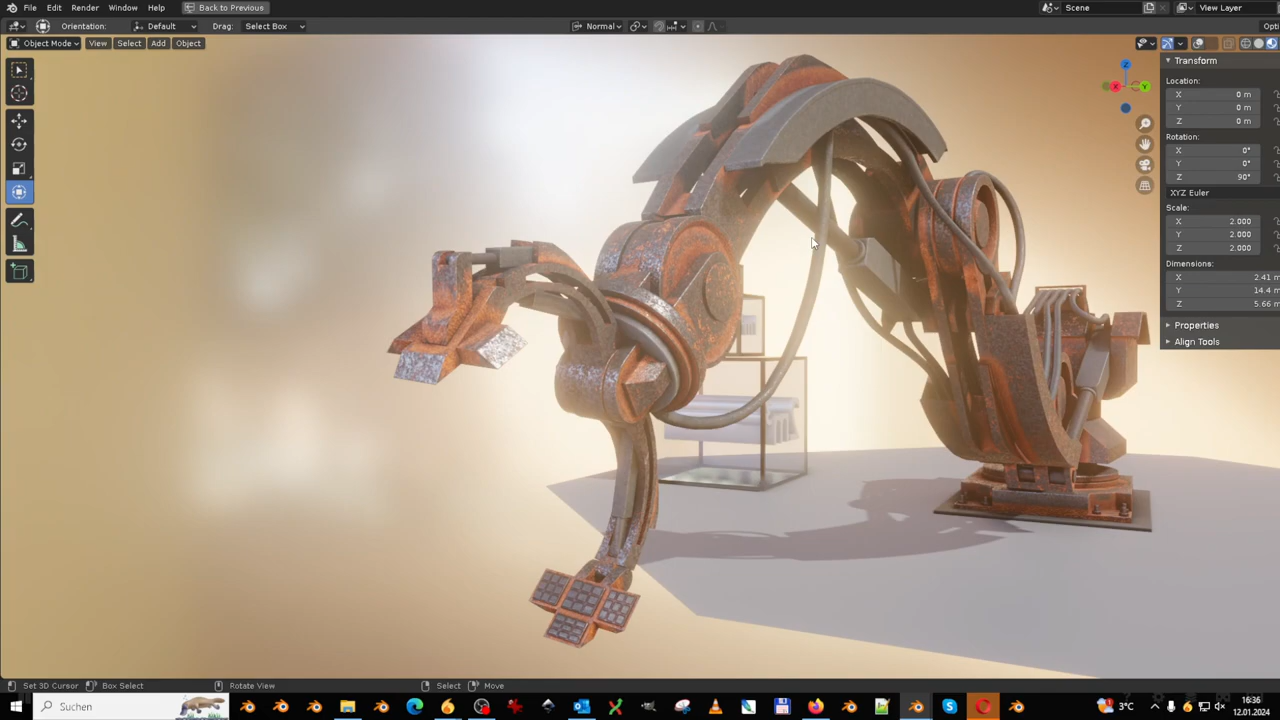 File Edit Render Window Help Back to Previous Scene View Layer
Orientation: Default Drag: Select Box Normal Opti
Object Mode View Select Add Object
Transform
Location:
X 0 m
Y 0 m
Z 0 m
Rotation:
X 0°
Y 0°
Z 90°
XYZ Euler
Scale:
X 2.000
Y 2.000
Z 2.000
Dimensions:
X 2.41 m
Y 14.4 m
Z 5.66 m
Properties
Align Tools
Z
X Y
Set 3D Cursor Box Select Rotate View Select Move
Suchen
3°C
16:36
12.01.2024